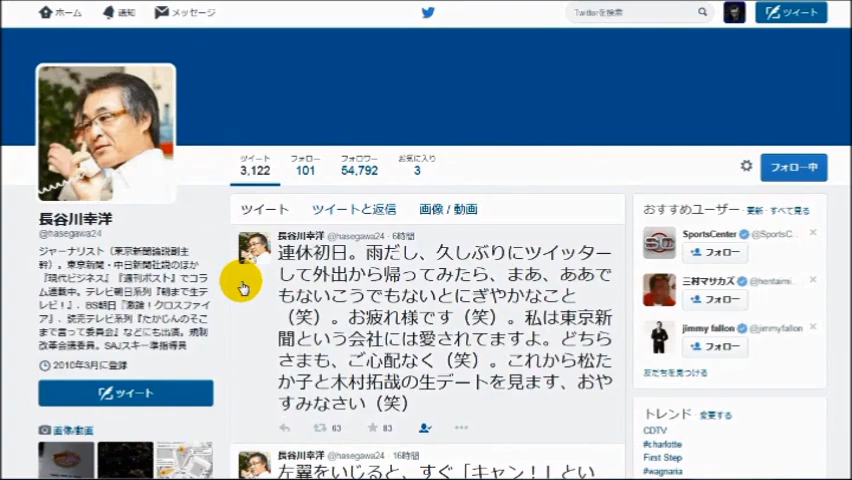 ホーム 通知 メッセージ Twitterを検索 ツイート
ツイート フォロー フォロワー お気に入り
3,122 101 54,792 3
フォロー中
長谷川幸洋
@hasegawa24
ジャーナリスト（東京新聞論説副主
幹）。東京新聞・中日新聞社説のほか
『現代ビジネス』『週刊ポスト』でコラ
ム連載中。テレビ朝日系列『朝まで生テ
レビ！』、BS朝日『激論！クロスファイ
ア』、読売テレビ系列『たかじんのそこ
まで言って委員会』などにも出演。規制
改革会議委員。SAJスキー準指導員
2010年3月に登録
ツイート
画像/動画
ツイート ツイートと返信 画像 / 動画
長谷川幸洋 @hasegawa24 · 6時間
連休初日。雨だし、久しぶりにツイッター
して外出から帰ってみたら、まあ、ああで
もないこうでもないとにぎやかなこと
（笑）。お疲れ様です（笑）。私は東京新
聞という会社には愛されてますよ。どちら
さまも、ご心配なく（笑）。これから松た
か子と木村拓哉の生デートを見ます、おや
すみなさい（笑）
63 83
長谷川幸洋 @hasegawa24 · 16時間
左翼をいじると、すぐ「キャン！」とい
おすすめユーザー · 更新 · すべて見る
SportsCenter @SportsC...
フォロー
三村マサカズ @hentaimi...
フォロー
jimmy fallon @jimmyfallon
フォロー
友だちを見つける
トレンド · 変更する
CDTV
#charlotte
First Step
#wagnaria